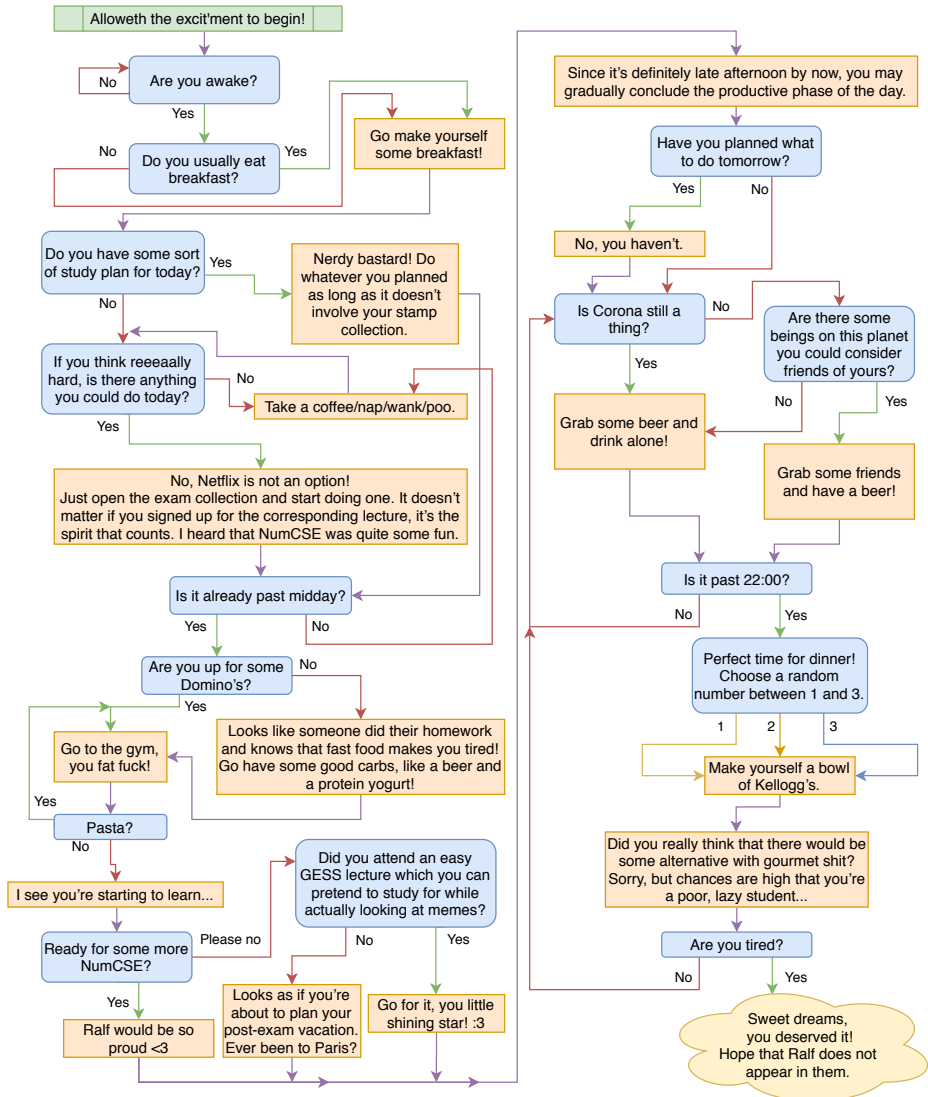 Alloweth the excit'ment to begin!
Are you awake?
No
Yes
Do you usually eat
breakfast?
No
Yes
Go make yourself
some breakfast!
Do you have some sort
of study plan for today?
Yes
No
Nerdy bastard! Do
whatever you planned
as long as it doesn't
involve your stamp
collection.
If you think reeeaally
hard, is there anything
you could do today?
No
Yes
Take a coffee/nap/wank/poo.
No, Netflix is not an option!
Just open the exam collection and start doing one. It doesn't
matter if you signed up for the corresponding lecture, it's the
spirit that counts. I heard that NumCSE was quite some fun.
Is it already past midday?
Yes
No
Are you up for some
Domino's?
No
Yes
Go to the gym,
you fat fuck!
Looks like someone did their homework
and knows that fast food makes you tired!
Go have some good carbs, like a beer and
a protein yogurt!
Yes
Pasta?
No
I see you're starting to learn...
Ready for some more
NumCSE?
Please no
Yes
Did you attend an easy
GESS lecture which you can
pretend to study for while
actually looking at memes?
No
Yes
Ralf would be so
proud <3
Looks as if you're
about to plan your
post-exam vacation.
Ever been to Paris?
Go for it, you little
shining star! :3
Since it's definitely late afternoon by now, you may
gradually conclude the productive phase of the day.
Have you planned what
to do tomorrow?
Yes
No
No, you haven't.
Is Corona still a
thing?
No
Yes
Are there some
beings on this planet
you could consider
friends of yours?
No
Yes
Grab some beer and
drink alone!
Grab some friends
and have a beer!
Is it past 22:00?
No
Yes
Perfect time for dinner!
Choose a random
number between 1 and 3.
1
2
3
Make yourself a bowl
of Kellogg's.
Did you really think that there would be
some alternative with gourmet shit?
Sorry, but chances are high that you're
a poor, lazy student...
Are you tired?
No
Yes
Sweet dreams,
you deserved it!
Hope that Ralf does not
appear in them.